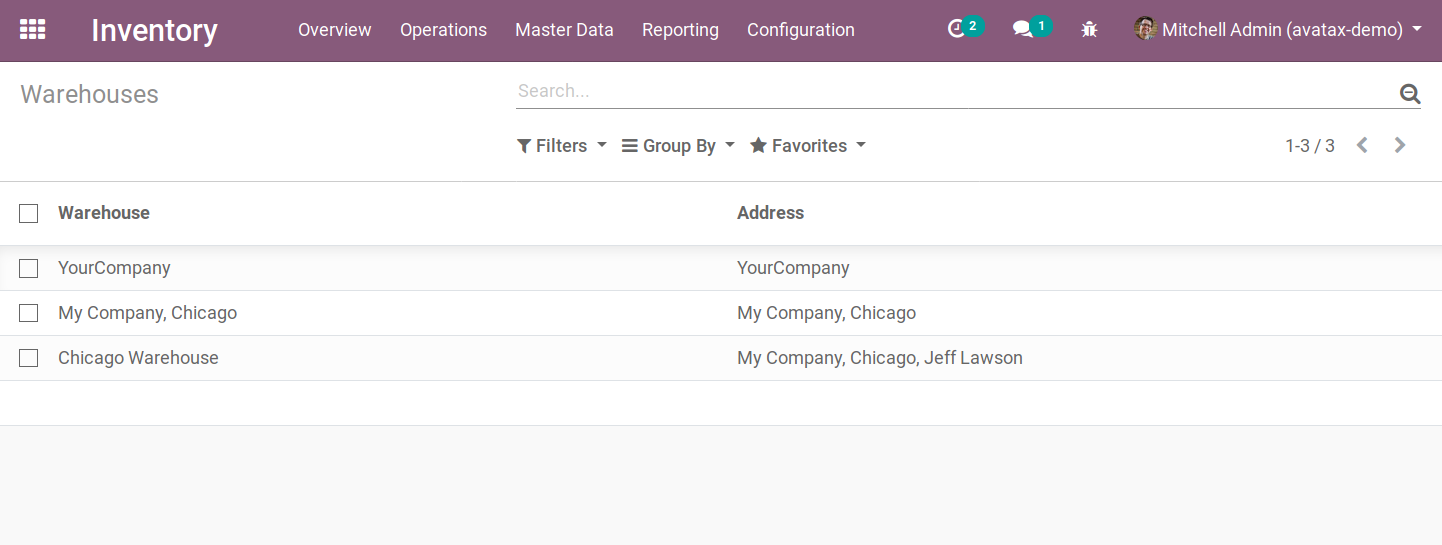 Inventory Overview Operations Master Data Reporting Configuration 2 1 Mitchell Admin (avatax-demo)
Warehouses Search...
Filters Group By Favorites 1-3 / 3
Warehouse Address
YourCompany YourCompany
My Company, Chicago My Company, Chicago
Chicago Warehouse My Company, Chicago, Jeff Lawson